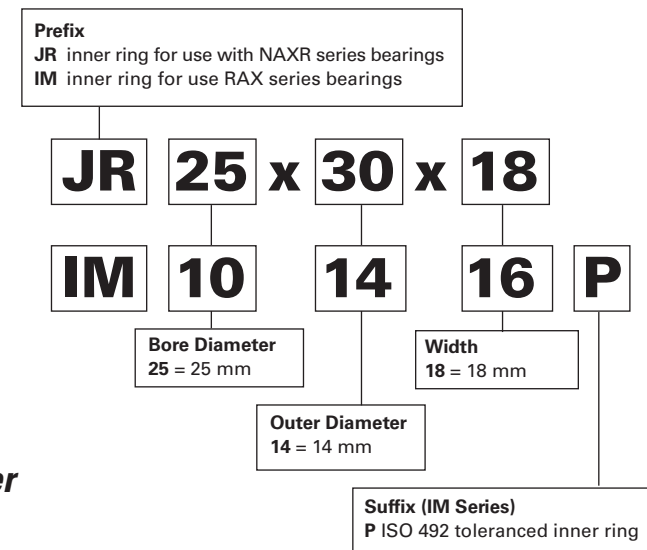 Prefix
JR inner ring for use with NAXR series bearings
IM inner ring for use RAX series bearings
JR 25 x 30 x 18
IM 10 14 16 P
Bore Diameter
25 = 25 mm
Width
18 = 18 mm
Outer Diameter
14 = 14 mm
er
Suffix (IM Series)
P ISO 492 toleranced inner ring